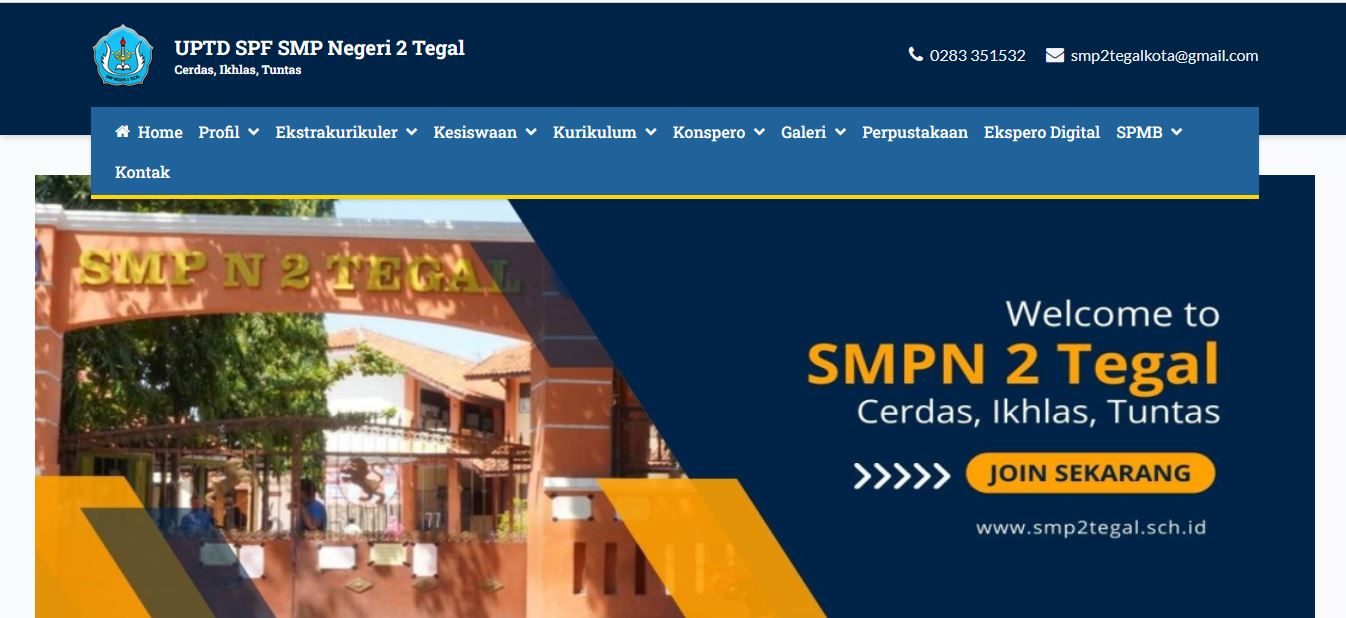 UPTD SPF SMP Negeri 2 Tegal
Cerdas, Ikhlas, Tuntas
0283 351532 smp2tegalkota@gmail.com
Home Profil Ekstrakurikuler Kesiswaan Kurikulum Konspero Galeri Perpustakaan Ekspero Digital SPMB
Kontak
SMP N 2 TEGAL
Welcome to
SMPN 2 Tegal
Cerdas, Ikhlas, Tuntas
JOIN SEKARANG
www.smp2tegal.sch.id
77